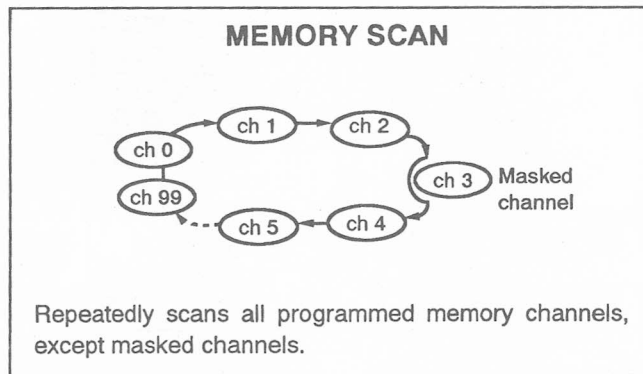 MEMORY SCAN
ch 0
ch 1
ch 2
ch 3
Masked
channel
ch 4
ch 5
ch 99
Repeatedly scans all programmed memory channels,
except masked channels.